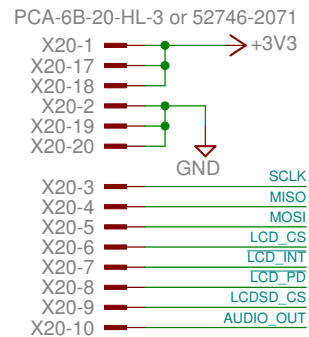 PCA-6B-20-HL-3 or 52746-2071
X20-1
+3V3
X20-17
X20-18
X20-2
X20-19
X20-20
GND
X20-3 SCLK
X20-4 MISO
X20-5 MOSI
X20-6 LCD_CS
X20-7 LCD_INT
X20-8 LCD_PD
X20-9 LCDSD_CS
X20-10 AUDIO_OUT